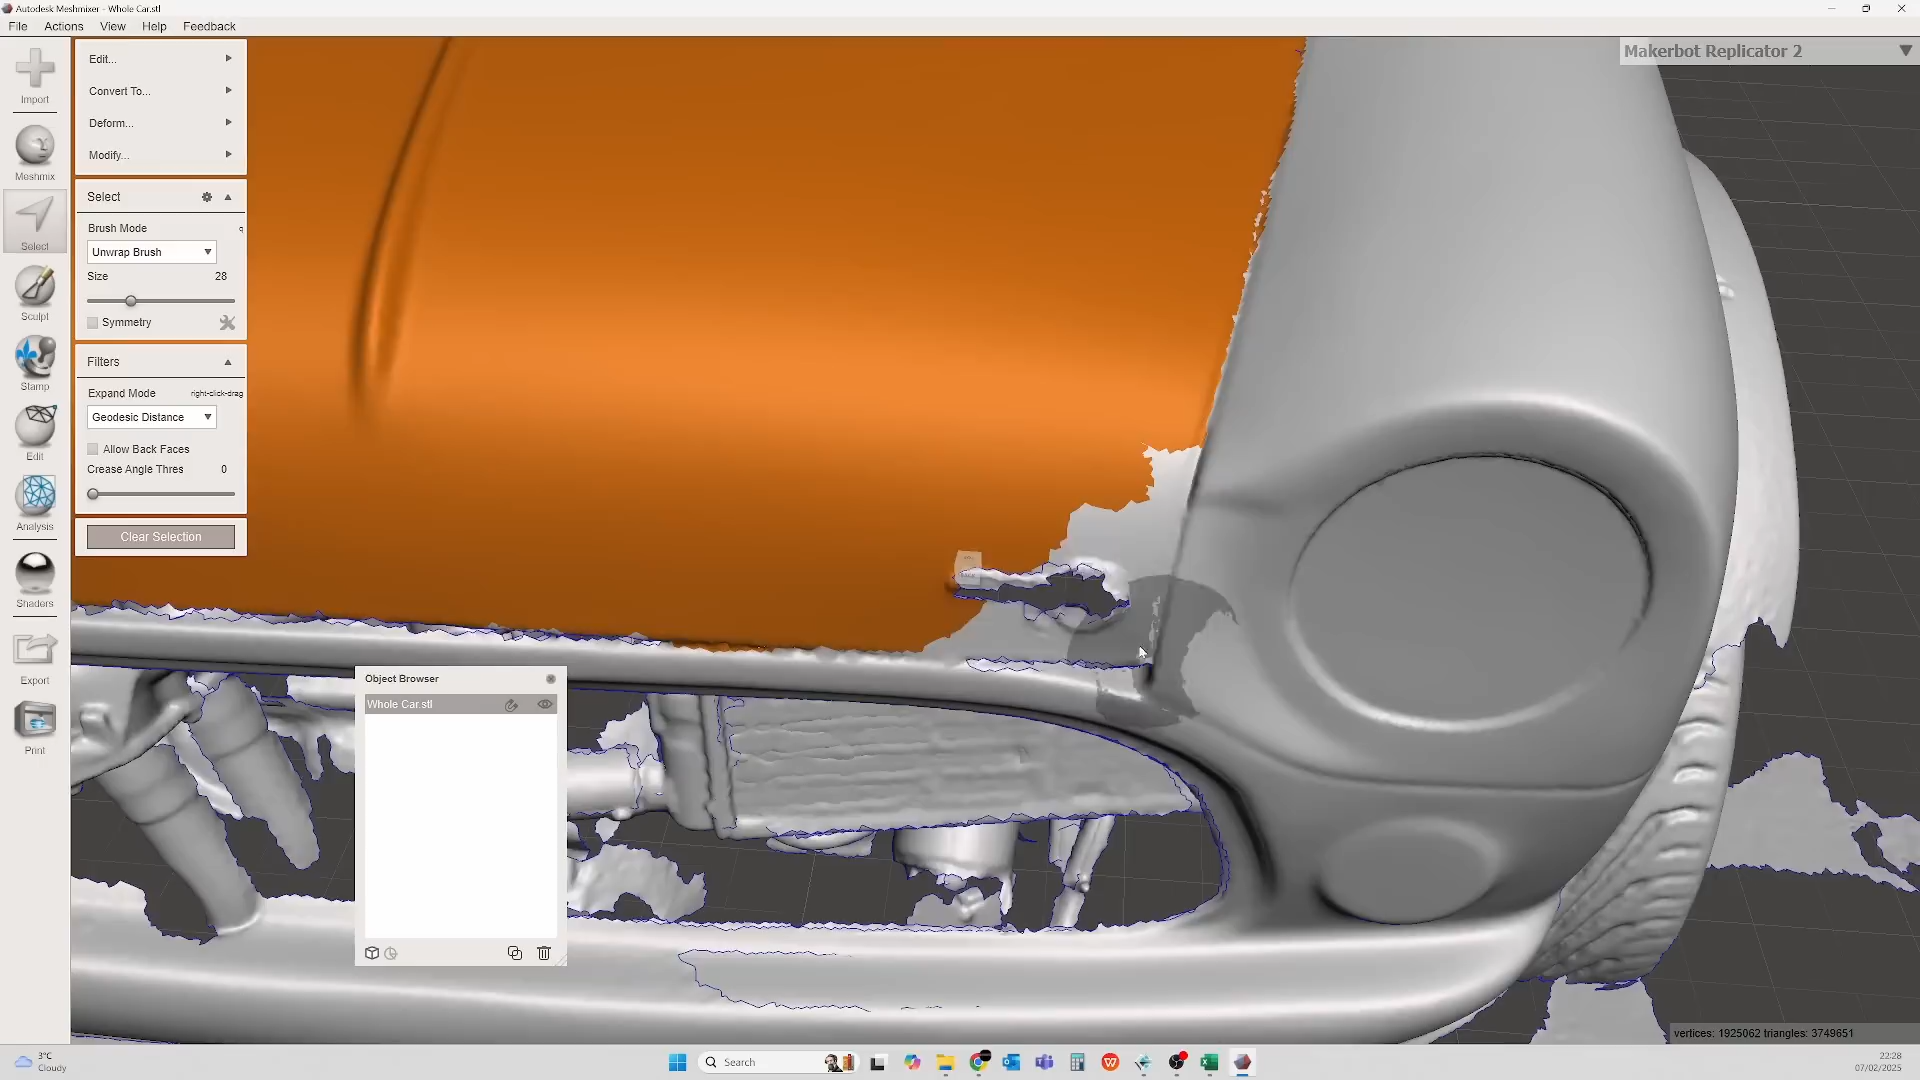 Autodesk Meshmixer - Whole Car.stl
File Actions View Help Feedback
Import
Meshmix
Select
Sculpt
Stamp
Edit
Analysis
Shaders
Export
Print
Edit...
Convert To...
Deform...
Modify...
Select
Brush Mode
Unwrap Brush
Size 28
Symmetry
Filters
Expand Mode right-click-drag
Geodesic Distance
Allow Back Faces
Crease Angle Thres 0
Clear Selection
Makerbot Replicator 2
Object Browser
Whole Car.stl
vertices: 1925062 triangles: 3749651
3°C
Cloudy
Search
22:28
07/02/2025